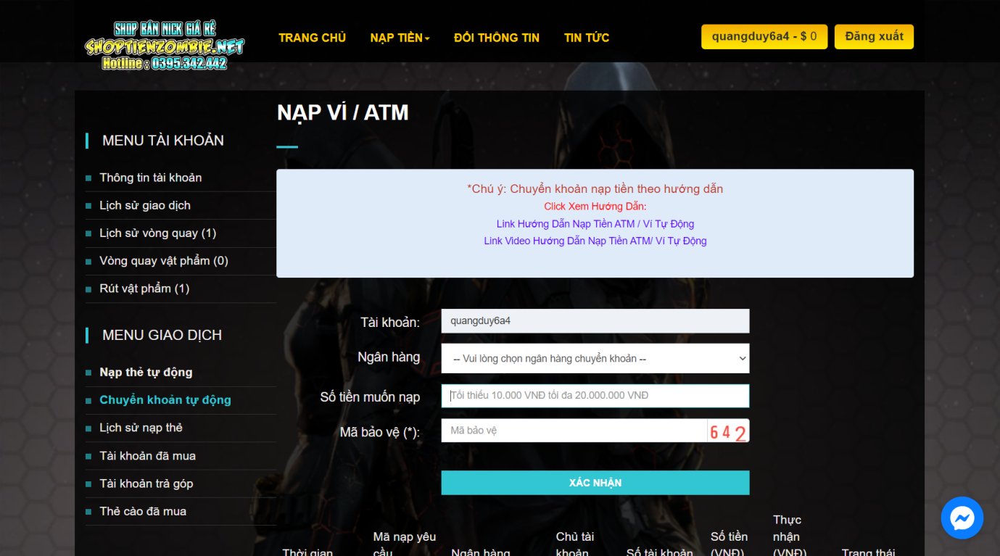 SHOP BÁN NICK GIÁ RẺ
SHOPTIENZOMBIE.NET
Hotline : 0395.342.442
TRANG CHỦ
NẠP TIỀN
ĐỔI THÔNG TIN
TIN TỨC
quangduy6a4 - $ 0
Đăng xuất
MENU TÀI KHOẢN
Thông tin tài khoản
Lịch sử giao dịch
Lịch sử vòng quay (1)
Vòng quay vật phẩm (0)
Rút vật phẩm (1)
MENU GIAO DỊCH
Nạp thẻ tự động
Chuyển khoản tự động
Lịch sử nạp thẻ
Tài khoản đã mua
Tài khoản trả góp
Thẻ cào đã mua
NẠP VÍ / ATM
*Chú ý: Chuyển khoản nạp tiền theo hướng dẫn
Click Xem Hướng Dẫn:
Link Hướng Dẫn Nạp Tiền ATM / Ví Tự Động
Link Video Hướng Dẫn Nạp Tiền ATM/ Ví Tự Động
Tài khoản:
quangduy6a4
Ngân hàng
-- Vui lòng chọn ngân hàng chuyển khoản --
Số tiền muốn nạp
Tối thiểu 10.000 VNĐ tối đa 20.000.000 VNĐ
Mã bảo vệ (*):
Mã bảo vệ
642
XÁC NHẬN
Thời gian
Mã nạp yêu
cầu
Ngân hàng
Chủ tài
khoản
Số tài khoản
Số tiền
(VNĐ)
Thực
nhận
(VNĐ)
Trạng thái